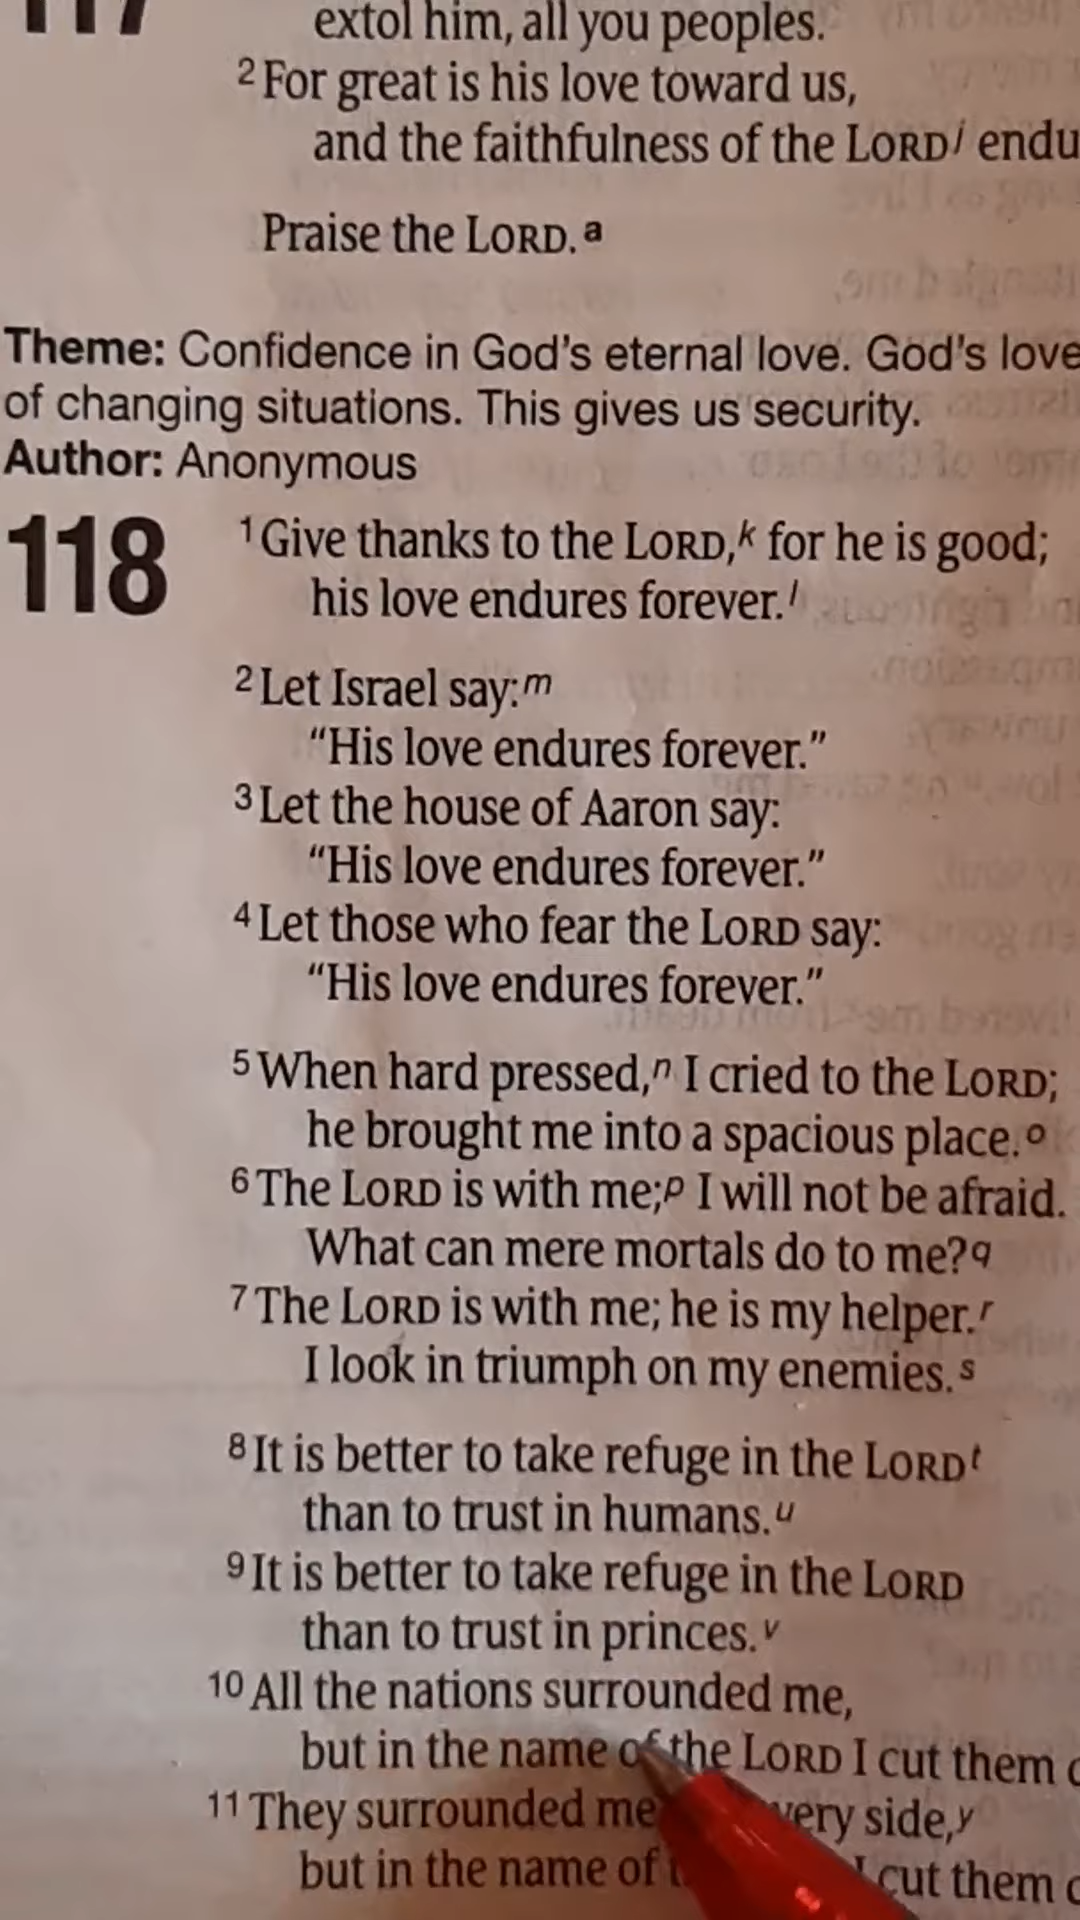 117 extol him, all you peoples.
2 For great is his love toward us,
and the faithfulness of the LORD j endu
Praise the LORD. a
Theme: Confidence in God's eternal love. God's love
of changing situations. This gives us security.
Author: Anonymous
118 1 Give thanks to the LORD, k for he is good;
his love endures forever. l
2 Let Israel say: m
“His love endures forever.”
3 Let the house of Aaron say:
“His love endures forever.”
4 Let those who fear the LORD say:
“His love endures forever.”
5 When hard pressed, n I cried to the LORD;
he brought me into a spacious place. o
6 The LORD is with me; p I will not be afraid.
What can mere mortals do to me? q
7 The LORD is with me; he is my helper. r
I look in triumph on my enemies. s
8 It is better to take refuge in the LORD t
than to trust in humans. u
9 It is better to take refuge in the LORD
than to trust in princes. v
10 All the nations surrounded me,
but in the name of the LORD I cut them
11 They surrounded me very side, y
but in the name of I cut them